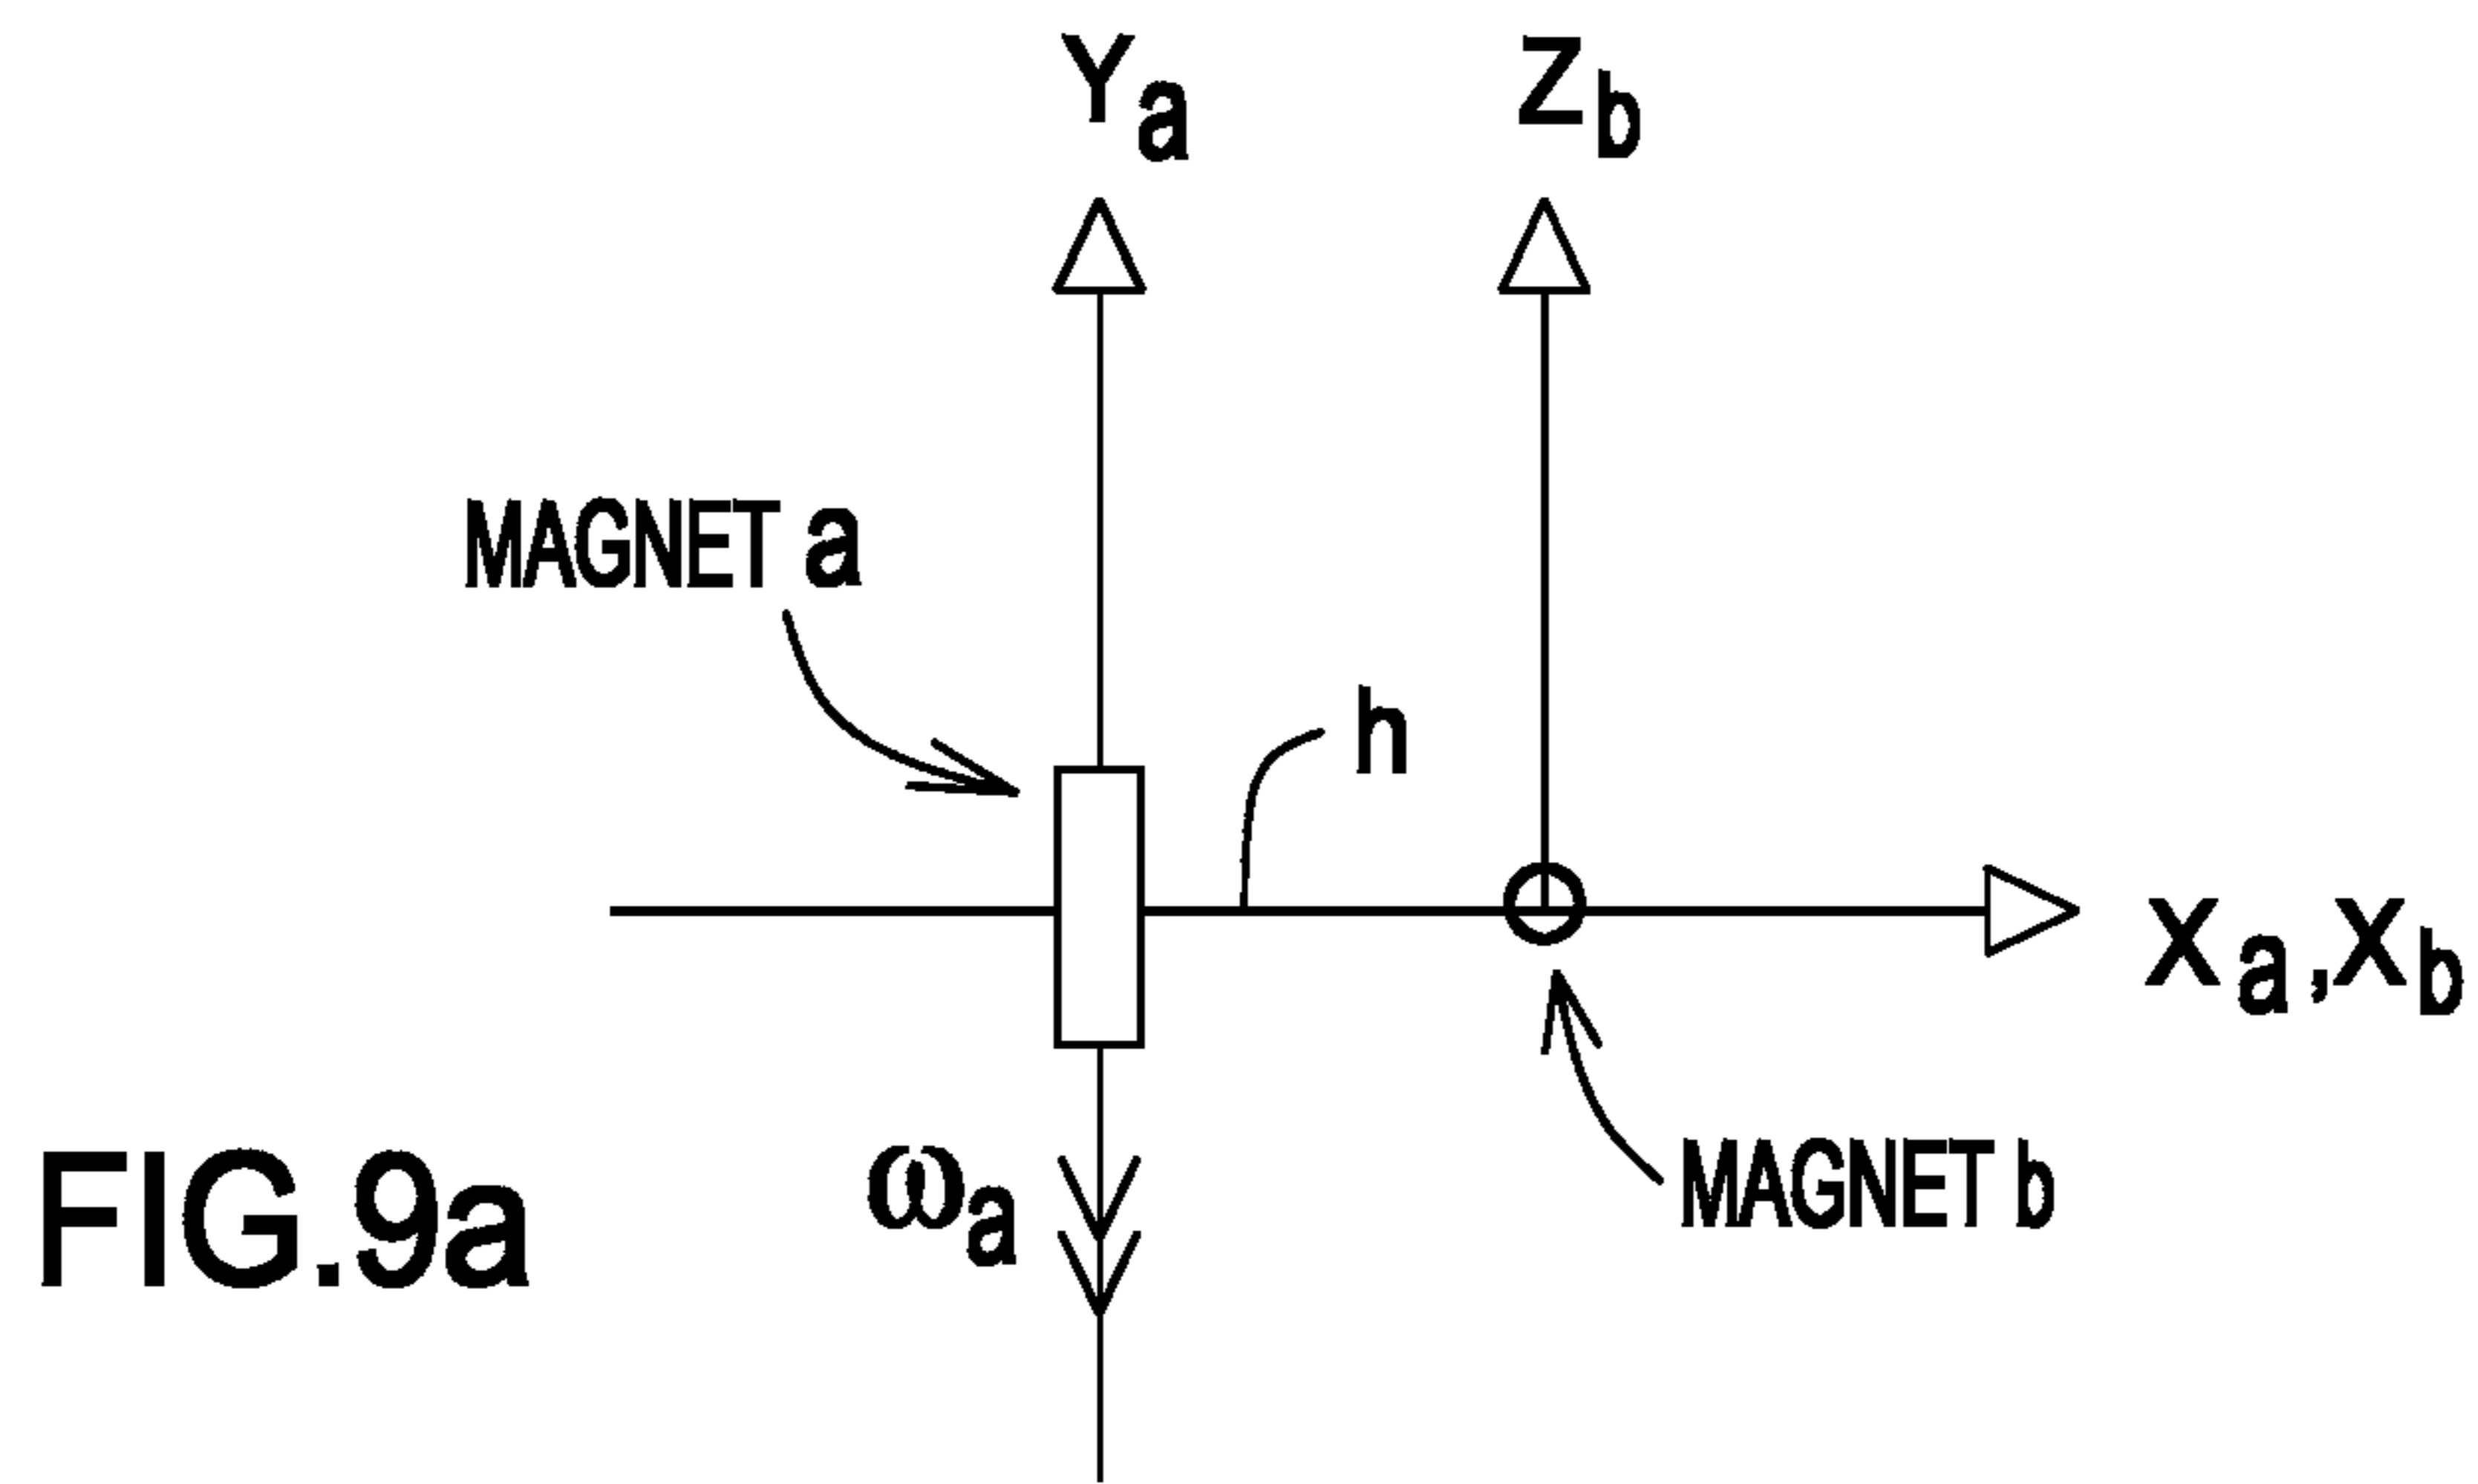 Ya
Zb
MAGNET a
h
Xa,Xb
ωa
MAGNET b
FIG.9a